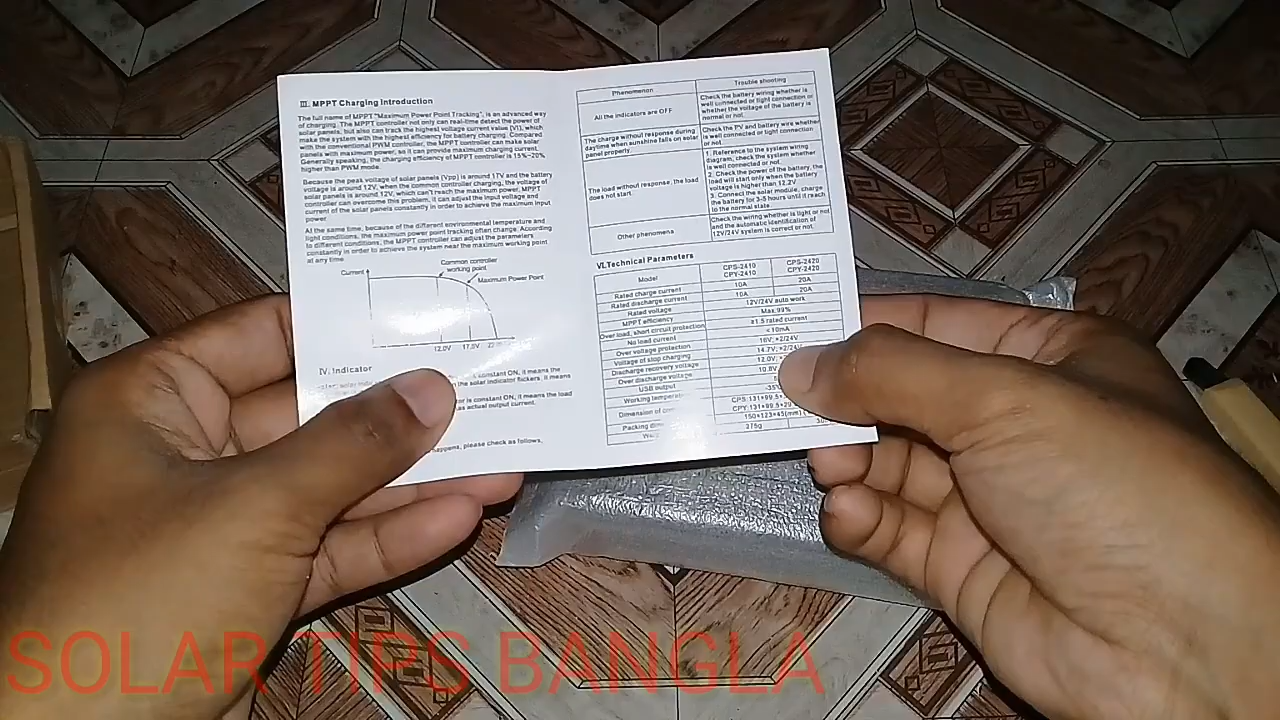 III. MPPT Charging Introduction
The full name of MPPT "Maximum Power Point Tracking", is an advanced way
of charging. The MPPT controller not only can real-time detect the power of
solar panels, but also can track the highest voltage current value (VI), which
make the system with the highest efficiency for battery charging. Compared
with the conventional PWM controller, the MPPT controller can make solar
panels with maximum power, so it can provide maximum charging current.
Generally speaking, the charging efficiency of MPPT controller is 15%~20%
higher than PWM mode.
Because the peak voltage of solar panels (Vpp) is around 17V and the battery
voltage is around 12V, when the common controller charging, the voltage of
solar panels is around 12V, which can't reach the maximum power. MPPT
controller can overcome this problem, it can adjust the input voltage and
current of the solar panels constantly in order to achieve the maximum input
power
At the same time, because of the different environmental temperature and
light conditions, the maximum power point tracking often change. According
to different conditions, the MPPT controller can adjust the parameters
constantly in order to achieve the system near the maximum working point
at any time.
Current
Common controller
working point
Maximum Power Point
12.0V 17.0V
IV. Indicator
constant ON, it means the
the solar indicator fickers, it means
is constant ON, it means the load
as actual output current.
happens, please check as follows,
Phenomenon Trouble shooting
All the indicators are OFF
Check the battery wiring whether is
well connected or tight connection or
whether the voltage of the battery is
normal or not.
The charge without response during
daytime when sunshine falls on solar
panel properly.
Check the PV and battery wire whether
is well connected or tight connection
or not.
The load without response, the load
does not start.
1. Reference to the system wiring
diagram, check the system whether
is well connected or not.
2. Check the power of the battery, the
load will start only when the battery
voltage is higher than 12.2V
3. Connect the solar module, charge
the battery for 3-5 hours until it reach
to the normal state.
Other phenomena
Check the wiring whether is tight or not
and the automatic identification of
12V/24V system is correct or not.
VI.Technical Parameters
Model CPS-2410 CPY-2410 CPS-2420 CPY-2420
Rated charge current 10A 20A
Rated discharge current 10A 20A
Rated voltage 12V/24V auto work
MPPT efficiency Max.99%
Over load, short circuit protection ≥1.5 rated current
No load current <10mA
Over voltage protection 16V; ×2/24V
Voltage of stop charging 14.7V; ×2/24V
Discharge recovery voltage 12.0V;
Over discharge voltage 10.8V
USB output
Working temperature -35℃
Dimension of CPS:131×99.5×
CPY:131×99.5×29
Packing 150×123×45(mm)
275g
SOLAR TIPS BANGLA